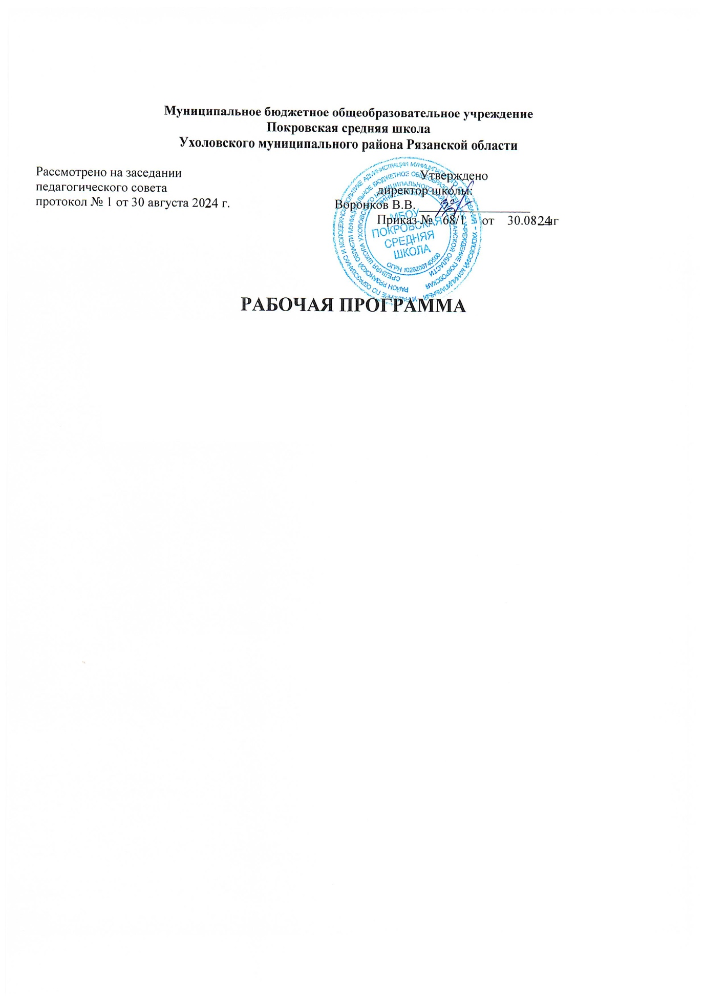 Муниципальное бюджетное общеобразовательное учреждение
Покровская средняя школа
Ухоловского муниципального района Рязанской области
Рассмотрено на заседании
педагогического совета
протокол № 1 от 30 августа 2024 г.
Утверждено
директор школы:
Воронков В.В.
Приказ № 68/1 от 30.08.24г
МБОУ
ПОКРОВСКАЯ
СРЕДНЯЯ
ШКОЛА
ОГРН 1026200740500
РАБОЧАЯ ПРОГРАММА